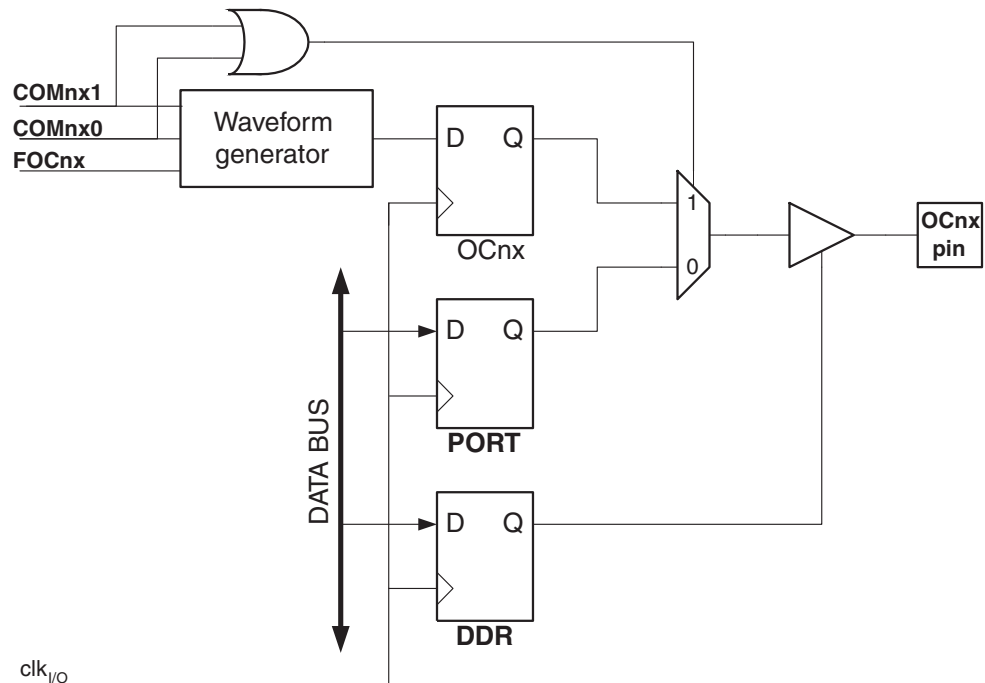 COMnx1
COMnx0
FOCnx
Waveform
generator
D Q
OCnx
1
0
OCnx
pin
D Q
PORT
DATA BUS
D Q
DDR
clkI/O